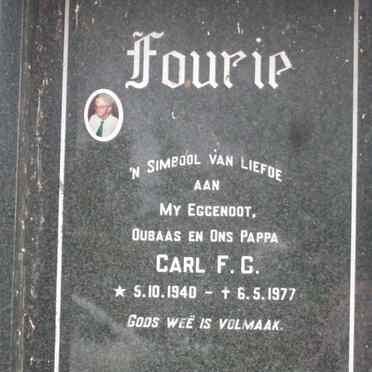 Fourie
'N SIMBOOL VAN LIEFDE
AAN
MY EGGENOOT,
OUBAAS EN ONS PAPPA
CARL F. G.
★ 5.10.1940 – † 6.5.1977
GODS WEË IS VOLMAAK.